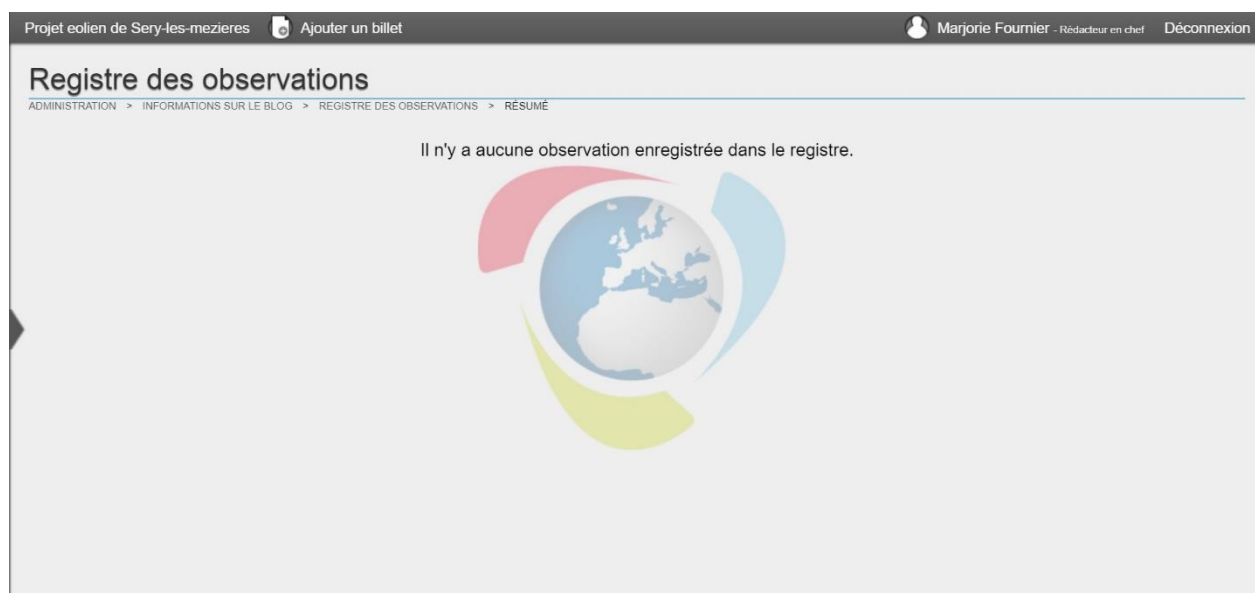 Projet eolien de Sery-les-mezieres Ajouter un billet Marjorie Fournier - Rédacteur en chef Déconnexion
Registre des observations
ADMINISTRATION > INFORMATIONS SUR LE BLOG > REGISTRE DES OBSERVATIONS > RÉSUMÉ
Il n'y a aucune observation enregistrée dans le registre.